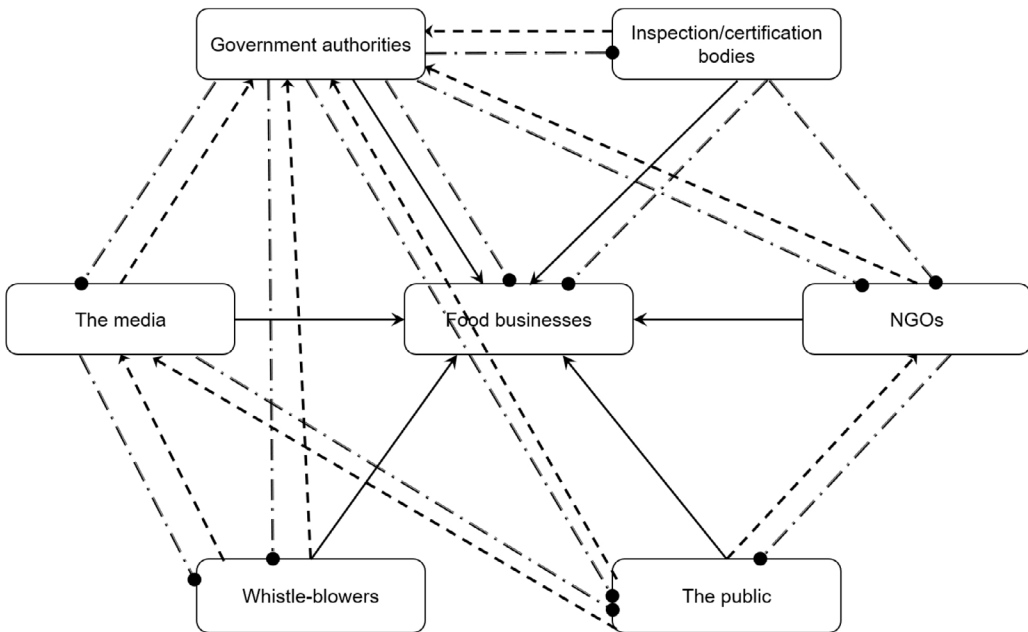 Government authorities
Inspection/certification
bodies
The media
Food businesses
NGOs
Whistle-blowers
The public